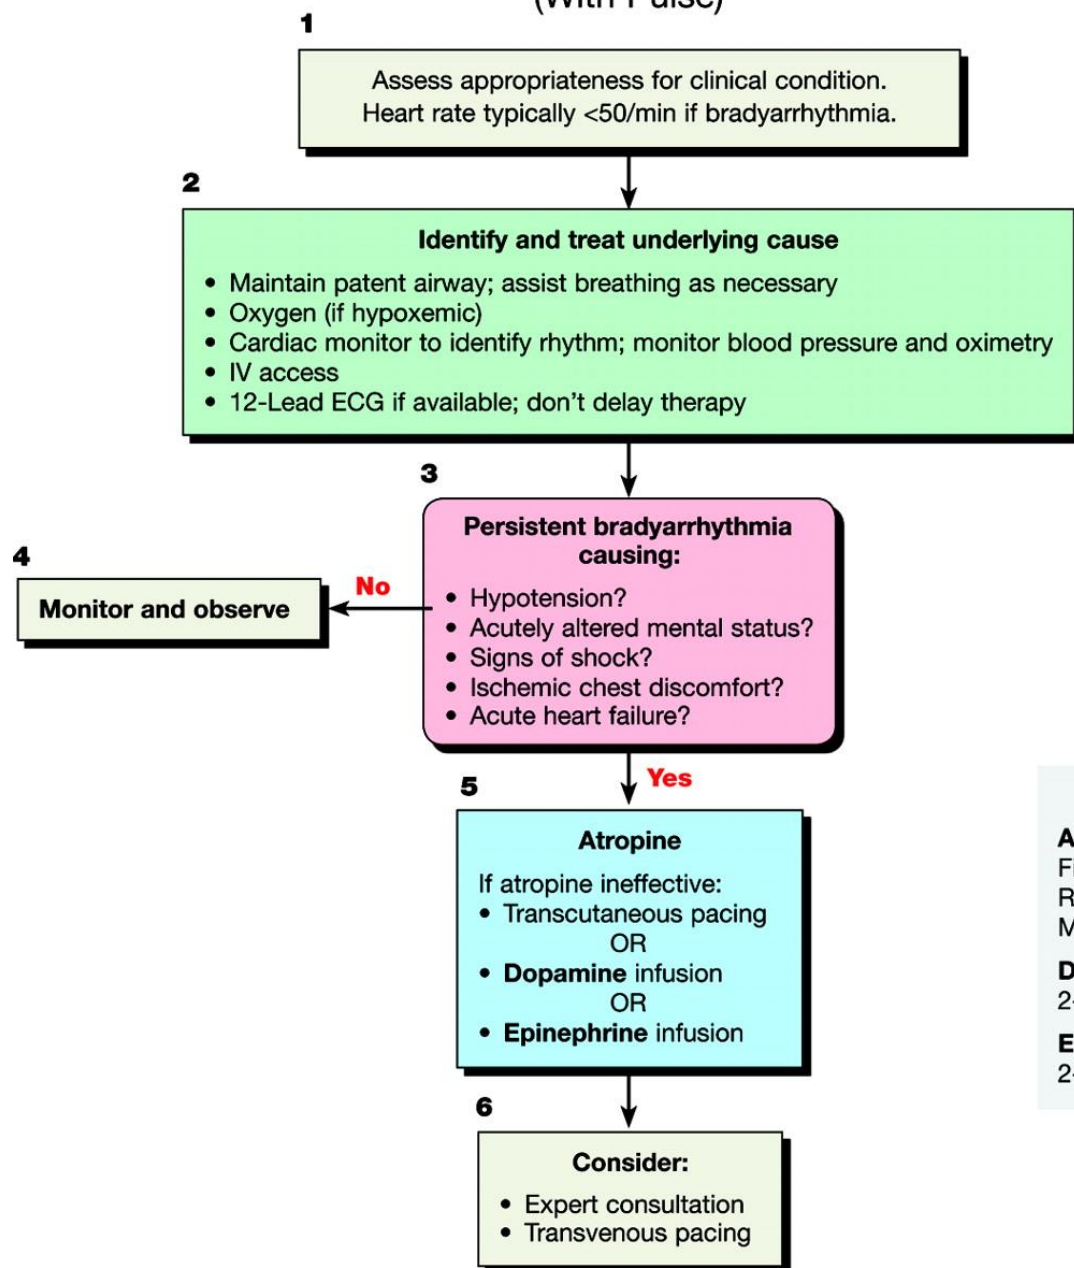 (With Pulse)
1
Assess appropriateness for clinical condition.
Heart rate typically <50/min if bradyarrhythmia.
2
Identify and treat underlying cause
• Maintain patent airway; assist breathing as necessary
• Oxygen (if hypoxemic)
• Cardiac monitor to identify rhythm; monitor blood pressure and oximetry
• IV access
• 12-Lead ECG if available; don't delay therapy
3
Persistent bradyarrhythmia
causing:
• Hypotension?
• Acutely altered mental status?
• Signs of shock?
• Ischemic chest discomfort?
• Acute heart failure?
4
No
Monitor and observe
Yes
5
Atropine
If atropine ineffective:
• Transcutaneous pacing
OR
• Dopamine infusion
OR
• Epinephrine infusion
6
Consider:
• Expert consultation
• Transvenous pacing